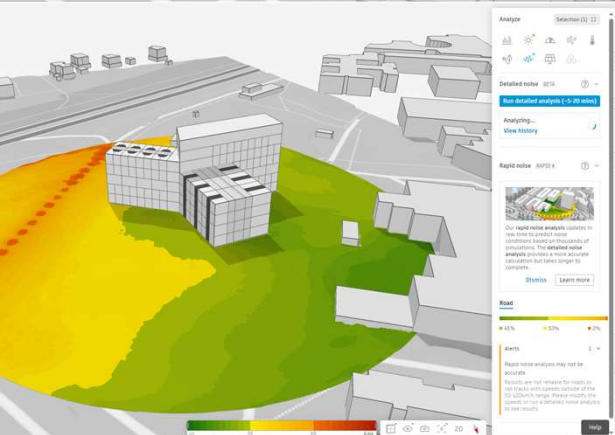 Analyze
Selection (1)
Detailed noise BETA
Run detailed analysis (~5-20 mins)
Analyzing...
View history
Rapid noise
Our rapid noise analysis updates in
real time to predict noise
conditions based on thousands of
simulations. The detailed noise
analysis provides a more accurate
calculation but takes longer to
complete.
Dismiss
Learn more
Road
45%
53%
2%
Alerts
1
Rapid noise analysis may not be
accurate
Results are not reliable for roads or
rail tracks with speeds outside of the
range. Please modify the
speeds or run a detailed noise analysis
to see results.
2D
Help